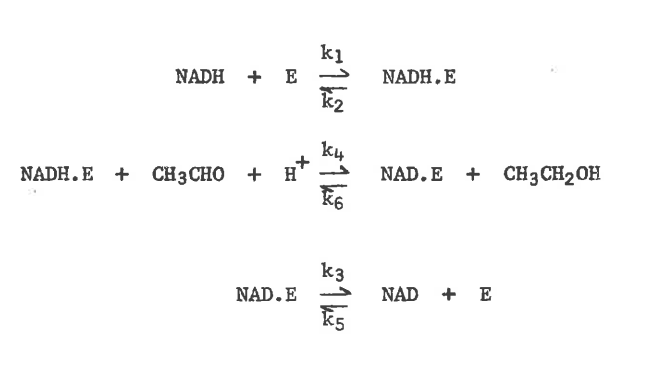 k1
NADH + E ⇌ NADH.E
k2
k4
NADH.E + CH3CHO + H+ ⇌ NAD.E + CH3CH2OH
k6
k3
NAD.E ⇌ NAD + E
k5